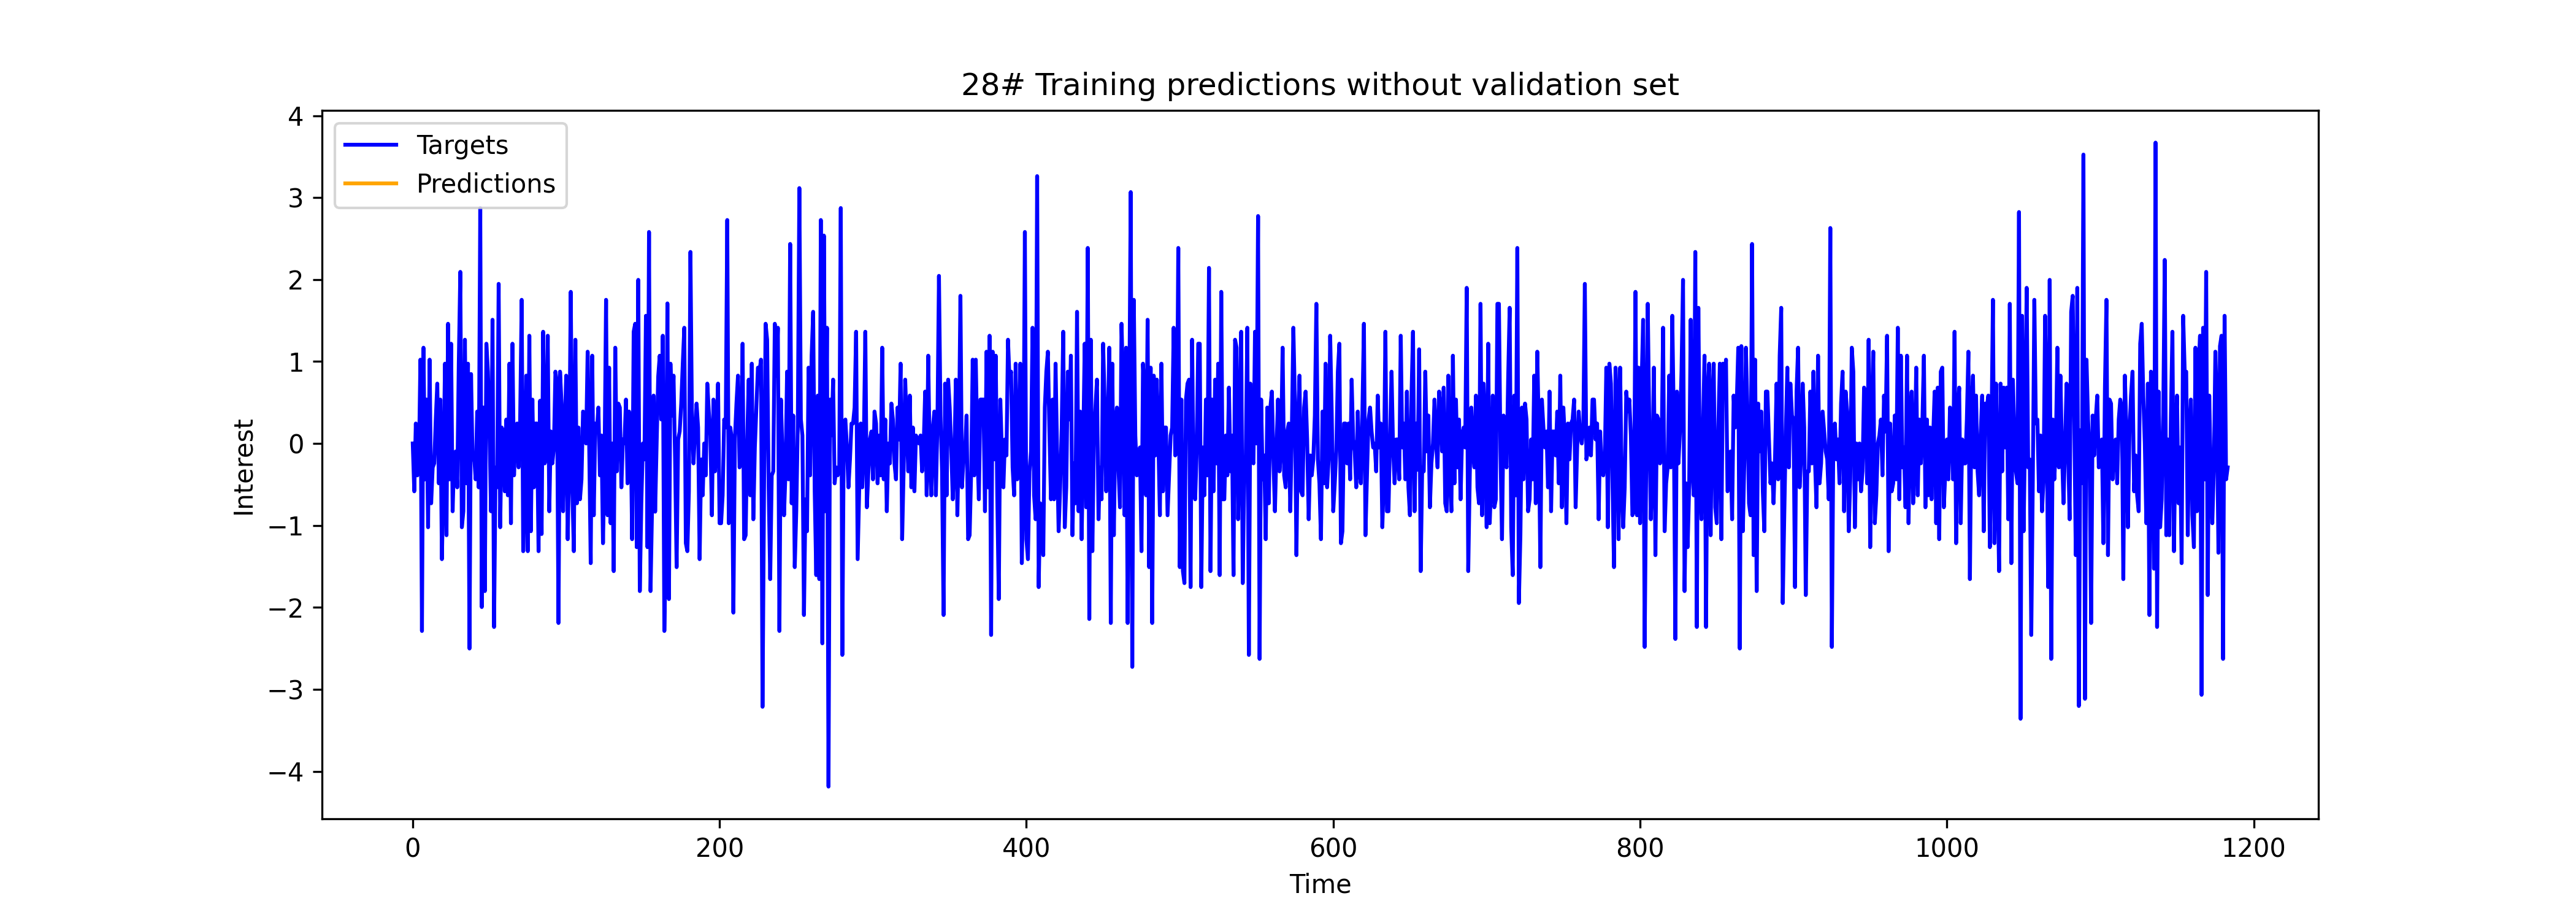 28# Training predictions without validation set
Targets
Predictions
Interest
4
3
2
1
0
−1
−2
−3
−4
0 200 400 600 800 1000 1200
Time